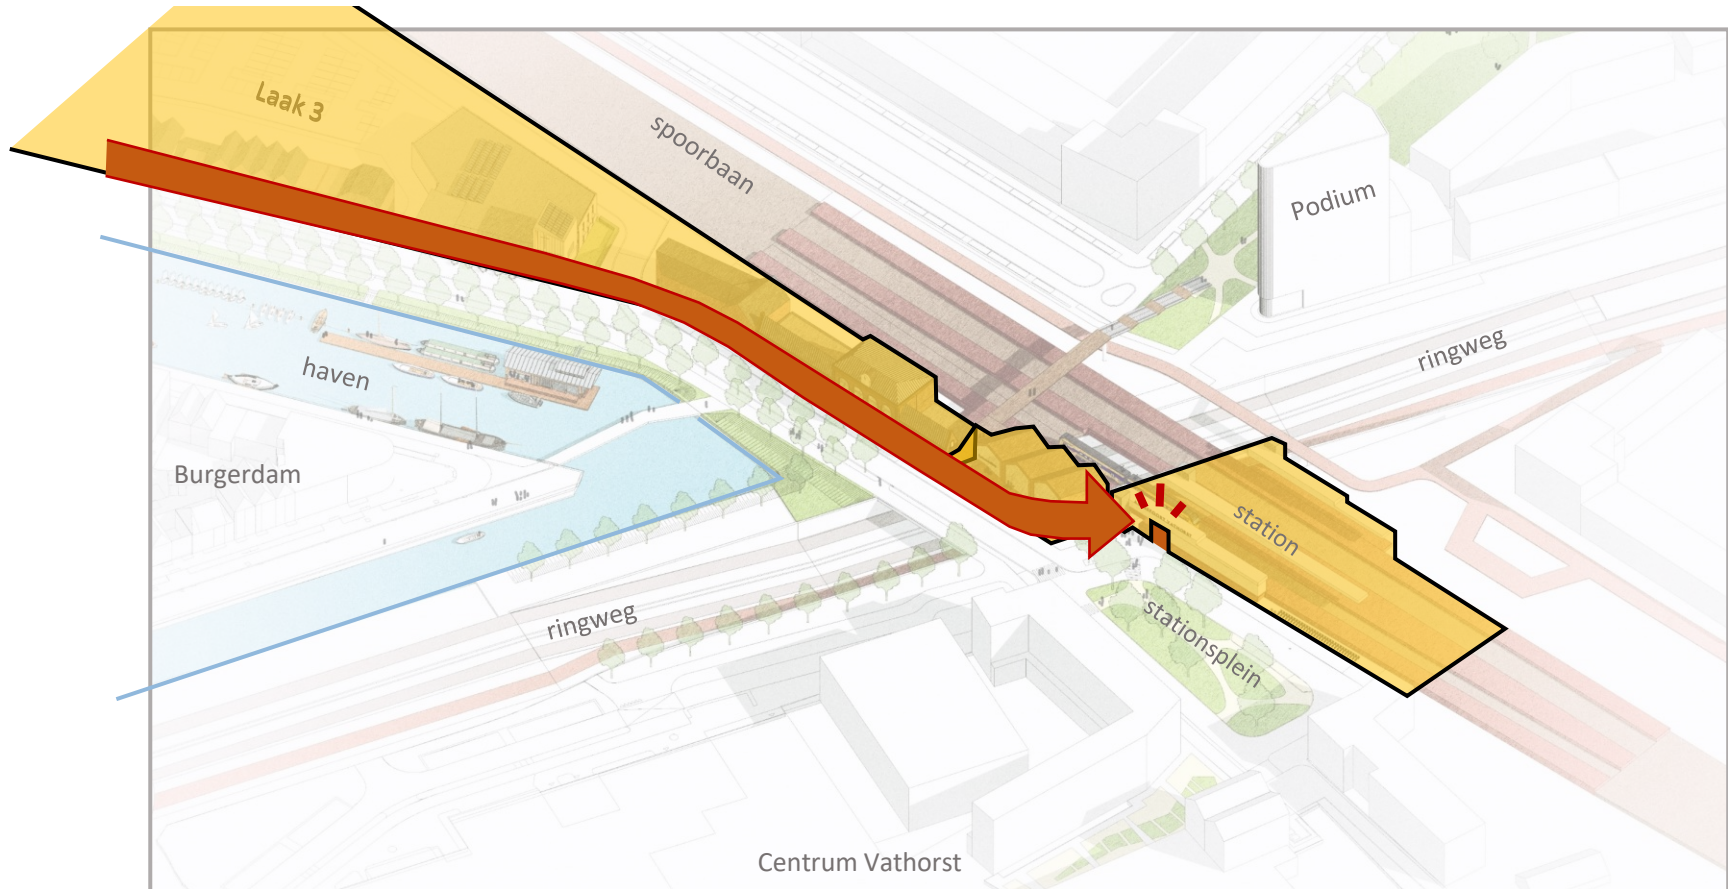 Laak 3
spoorbaan
Podium
ringweg
haven
Burgerdam
station
ringweg
stationsplein
Centrum Vathorst